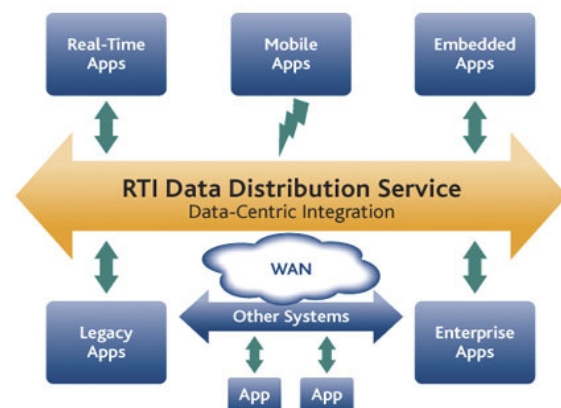 Real-Time
Apps
Mobile
Apps
Embedded
Apps
RTI Data Distribution Service
Data-Centric Integration
WAN
Other Systems
Legacy
Apps
Enterprise
Apps
App
App